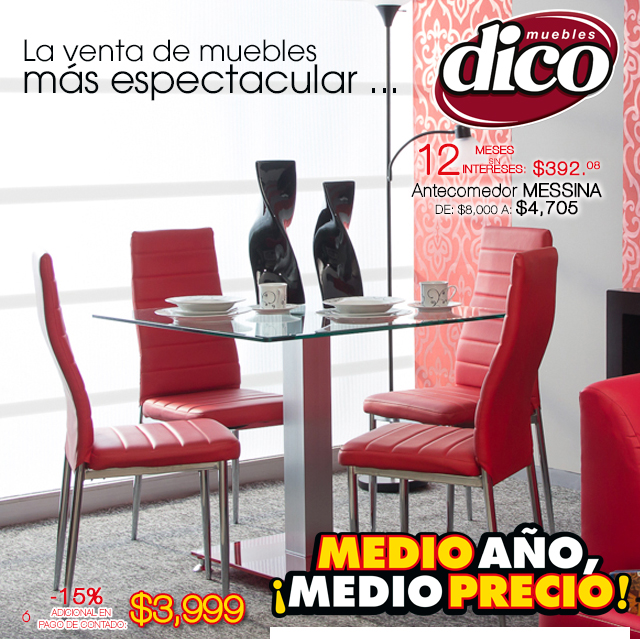 La venta de muebles
más espectacular ...
muebles
dico
12 MESES
SIN
INTERESES: $392.08
Antecomedor MESSINA
DE: $8,000 A: $4,705
MEDIO AÑO,
¡MEDIO PRECIO!
-15%
ADICIONAL EN
PAGO DE CONTADO:
$3,999